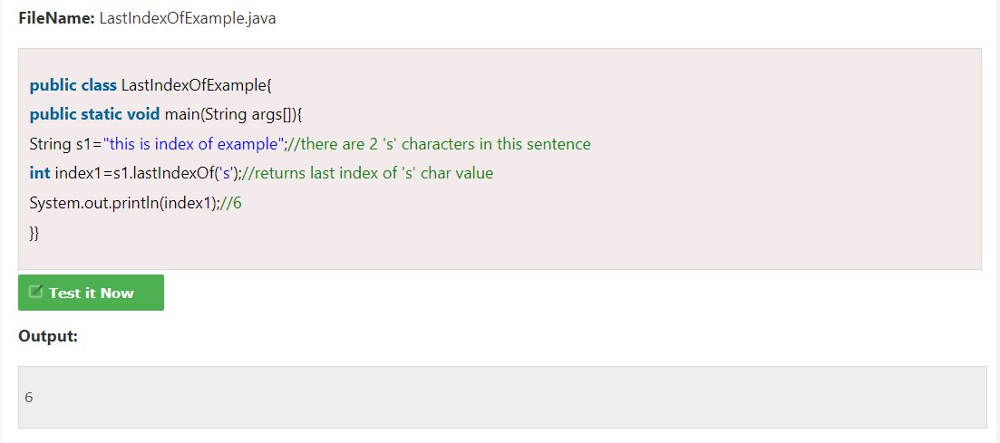 FileName: LastIndexOfExample.java
public class LastIndexOfExample{
public static void main(String args[]){
String s1="this is index of example";//there are 2 's' characters in this sentence
int index1=s1.lastIndexOf('s');//returns last index of 's' char value
System.out.println(index1);//6
}}
Test it Now
Output:
6